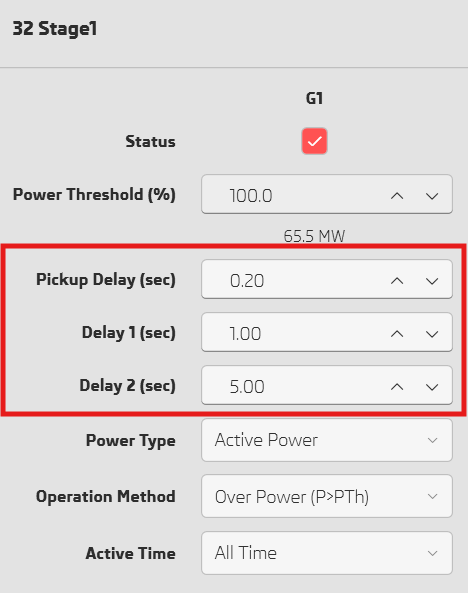 32 Stage1
G1
Status
Power Threshold (%) 100.0
65.5 MW
Pickup Delay (sec) 0.20
Delay 1 (sec) 1.00
Delay 2 (sec) 5.00
Power Type Active Power
Operation Method Over Power (P>PTh)
Active Time All Time